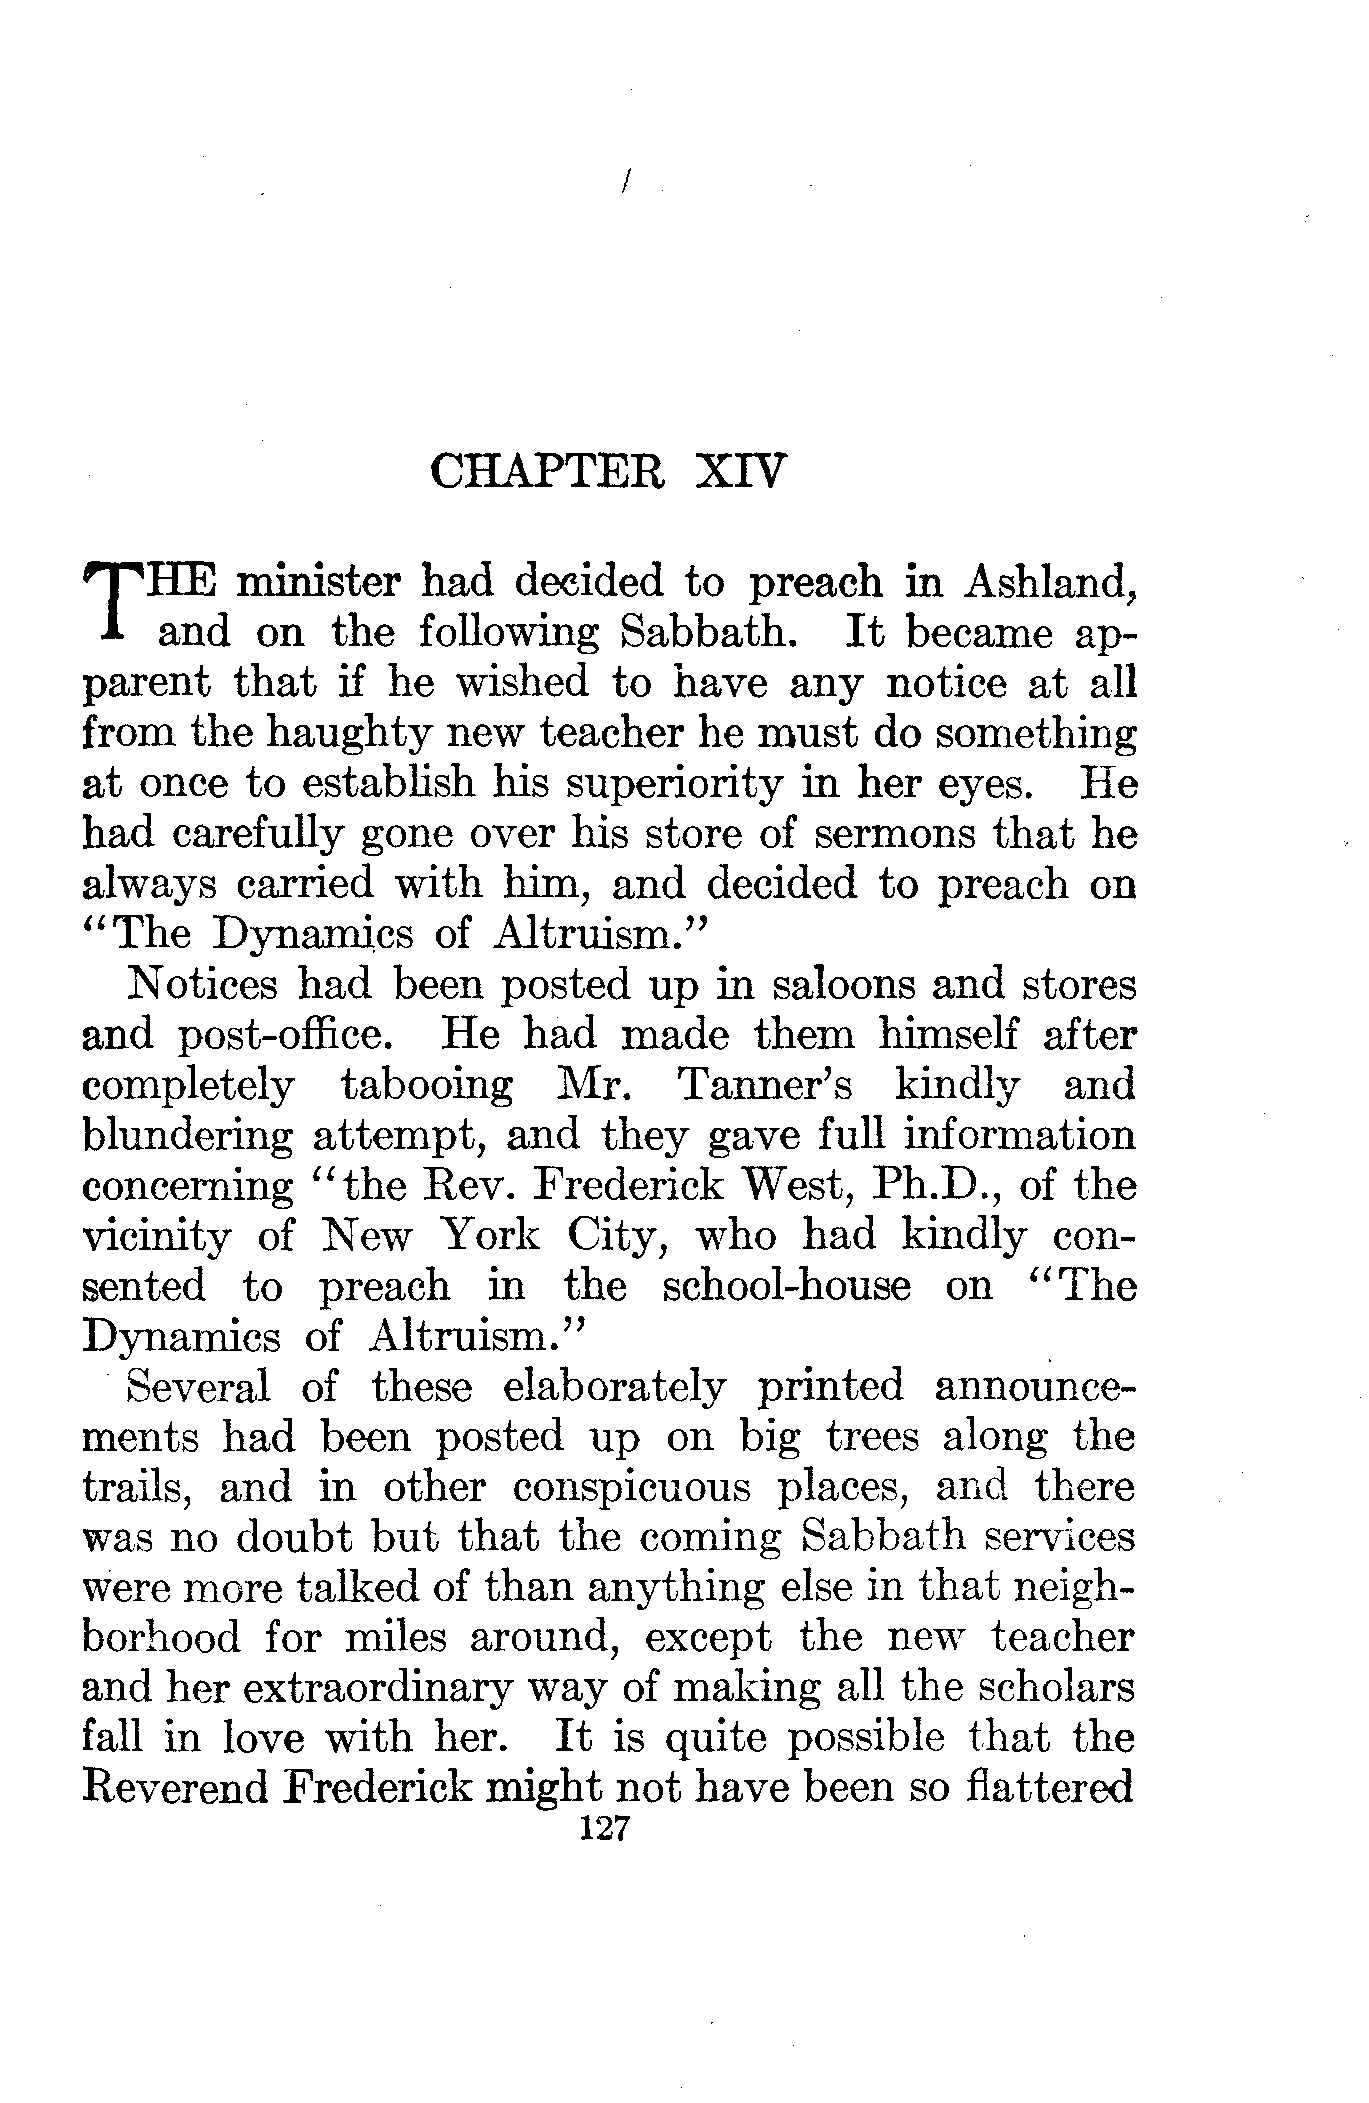 CHAPTER XIV
THE minister had decided to preach in Ashland,
and on the following Sabbath. It became ap-
parent that if he wished to have any notice at all
from the haughty new teacher he must do something
at once to establish his superiority in her eyes. He
had carefully gone over his store of sermons that he
always carried with him, and decided to preach on
"The Dynamics of Altruism."
Notices had been posted up in saloons and stores
and post-office. He had made them himself after
completely tabooing Mr. Tanner's kindly and
blundering attempt, and they gave full information
concerning "the Rev. Frederick West, Ph.D., of the
vicinity of New York City, who had kindly con-
sented to preach in the school-house on "The
Dynamics of Altruism."
Several of these elaborately printed announce-
ments had been posted up on big trees along the
trails, and in other conspicuous places, and there
was no doubt but that the coming Sabbath services
were more talked of than anything else in that neigh-
borhood for miles around, except the new teacher
and her extraordinary way of making all the scholars
fall in love with her. It is quite possible that the
Reverend Frederick might not have been so flattered
127